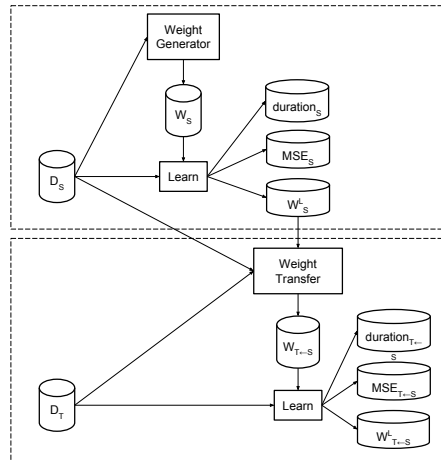 Weight
Generator
W_S
duration_S
MSE_S
D_S
Learn
W^L_S
Weight
Transfer
W_T←S
duration_T←
S
MSE_T←S
D_T
Learn
W^L_T←S